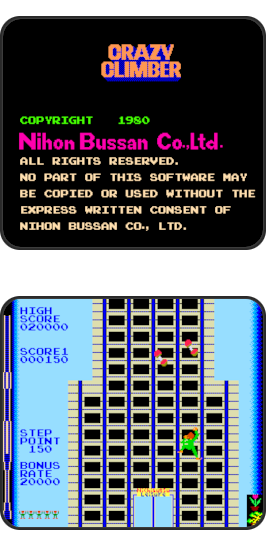 CRAZY
CLIMBER
COPYRIGHT 1980
Nihon Bussan Co.,Ltd.
ALL RIGHTS RESERVED.
NO PART OF THIS SOFTWARE MAY
BE COPIED OR USED WITHOUT THE
EXPRESS WRITTEN CONSENT OF
NIHON BUSSAN CO., LTD.
HIGH
SCORE
020000
SCORE1
000150
STEP
POINT
150
BONUS
RATE
20000